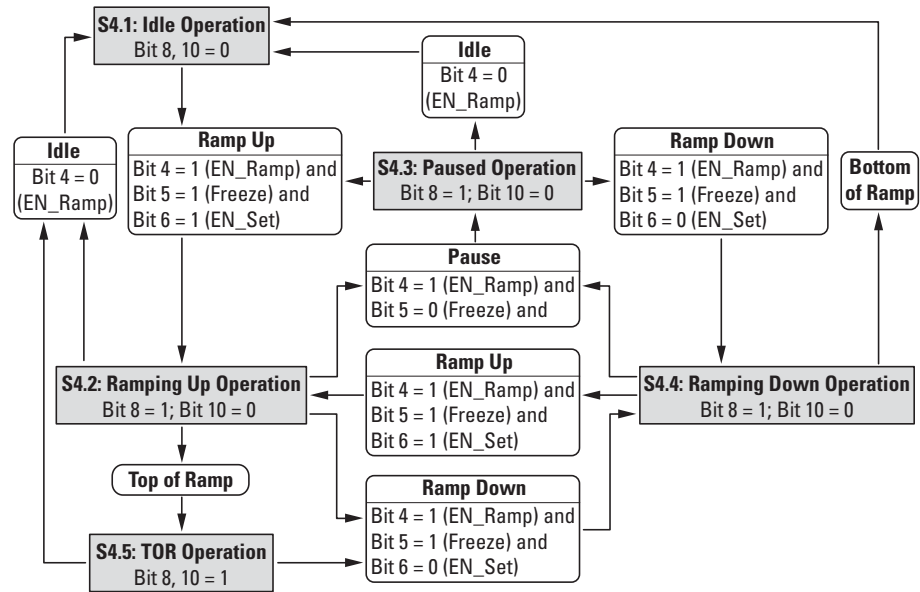 S4.1: Idle Operation
Bit 8, 10 = 0
Idle
Bit 4 = 0
(EN_Ramp)
Idle
Bit 4 = 0
(EN_Ramp)
Ramp Up
Bit 4 = 1 (EN_Ramp) and
Bit 5 = 1 (Freeze) and
Bit 6 = 1 (EN_Set)
S4.3: Paused Operation
Bit 8 = 1; Bit 10 = 0
Ramp Down
Bit 4 = 1 (EN_Ramp) and
Bit 5 = 1 (Freeze) and
Bit 6 = 0 (EN_Set)
Bottom
of Ramp
Pause
Bit 4 = 1 (EN_Ramp) and
Bit 5 = 0 (Freeze) and
S4.2: Ramping Up Operation
Bit 8 = 1; Bit 10 = 0
Ramp Up
Bit 4 = 1 (EN_Ramp) and
Bit 5 = 1 (Freeze) and
Bit 6 = 1 (EN_Set)
S4.4: Ramping Down Operation
Bit 8 = 1; Bit 10 = 0
Top of Ramp
Ramp Down
Bit 4 = 1 (EN_Ramp) and
Bit 5 = 1 (Freeze) and
Bit 6 = 0 (EN_Set)
S4.5: TOR Operation
Bit 8, 10 = 1